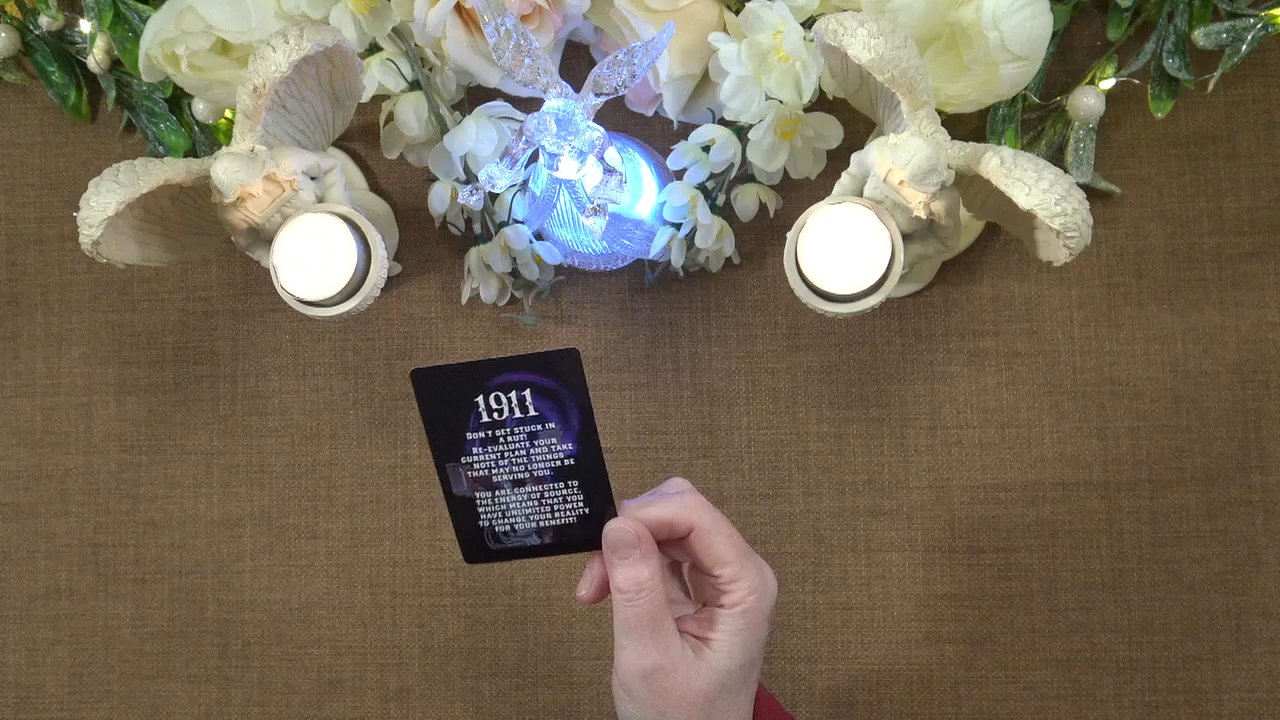 1911
DON'T GET STUCK IN
A RUT!
RE-EVALUATE YOUR
CURRENT PLAN AND TAKE
NOTE OF THE THINGS
THAT MAY NO LONGER BE
SERVING YOU.
YOU ARE CONNECTED TO
THE ENERGY OF SOURCE,
WHICH MEANS THAT YOU
HAVE UNLIMITED POWER
TO CHANGE YOUR REALITY
FOR YOUR BENEFIT!